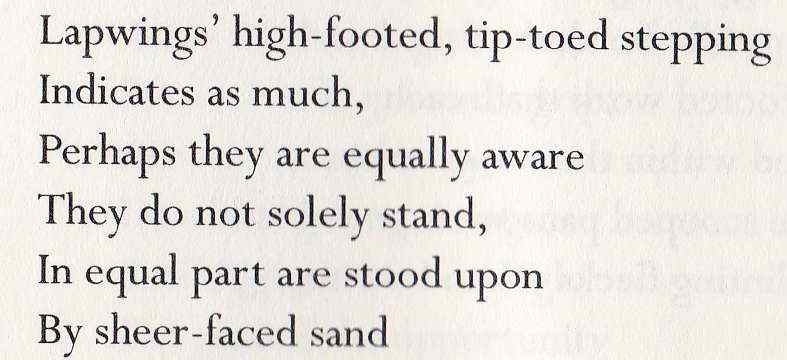 Lapwings’ high-footed, tip-toed stepping
Indicates as much,
Perhaps they are equally aware
They do not solely stand,
In equal part are stood upon
By sheer-faced sand